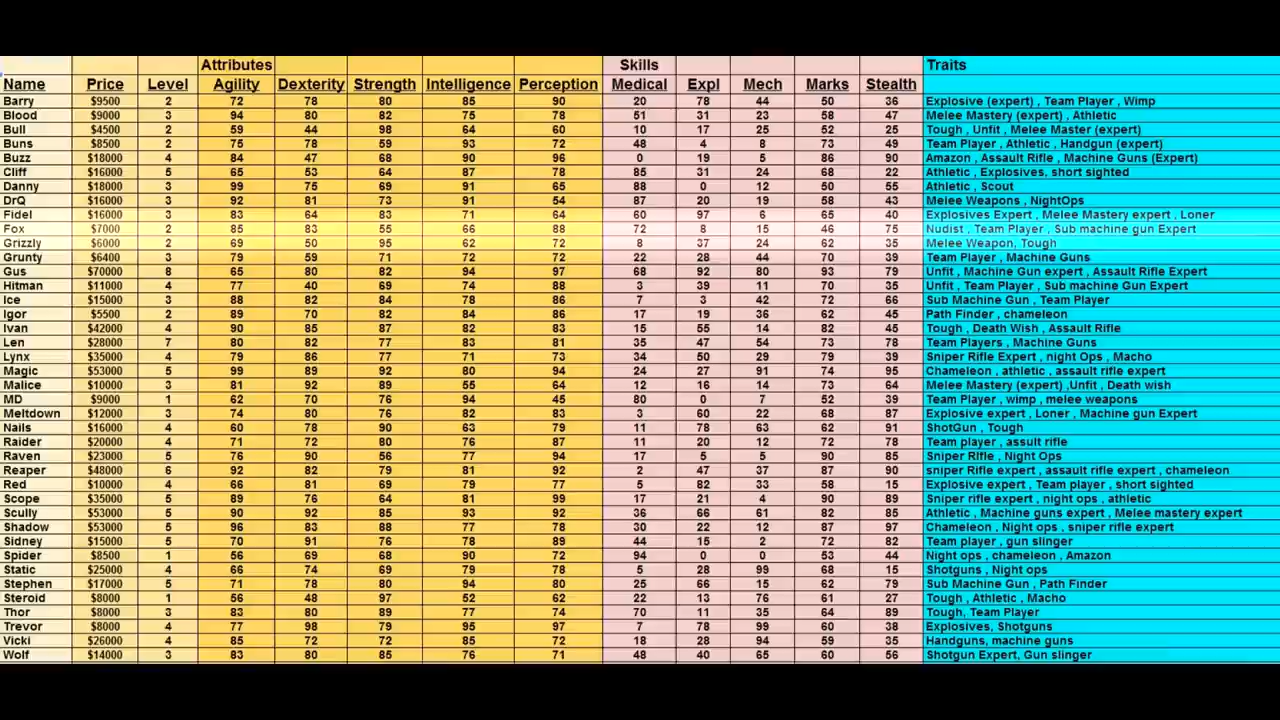 Attributes Skills Traits
Name Price Level Agility Dexterity Strength Intelligence Perception Medical Expl Mech Marks Stealth
Barry $9500 2 72 78 80 85 90 20 78 44 50 36 Explosive (expert) , Team Player , Wimp
Blood $9000 3 94 80 82 75 78 51 31 23 58 47 Melee Mastery (expert) , Athletic
Bull $4500 2 59 44 98 64 60 10 17 25 52 25 Tough , Unfit , Melee Master (expert)
Buns $8500 2 75 78 59 93 72 48 4 8 73 49 Team Player , Athletic , Handgun (expert)
Buzz $18000 4 84 47 68 90 96 0 19 5 86 90 Amazon , Assault Rifle , Machine Guns (Expert)
Cliff $16000 5 65 53 64 87 78 85 31 24 68 22 Athletic , Explosives, short sighted
Danny $18000 3 99 75 69 91 65 88 0 12 50 55 Athletic , Scout
DrQ $16000 3 92 81 73 91 54 87 20 19 58 43 Melee Weapons , NightOps
Fidel $16000 3 83 64 83 71 64 60 97 6 65 40 Explosives Expert , Melee Mastery expert , Loner
Fox $7000 2 85 83 55 66 88 72 8 15 46 75 Nudist , Team Player , Sub machine gun Expert
Grizzly $6000 2 69 50 95 62 72 8 37 24 62 35 Melee Weapon, Tough
Grunty $6400 3 79 59 71 72 72 22 28 44 70 39 Team Player , Machine Guns
Gus $70000 8 65 80 82 94 97 68 92 80 93 79 Unfit , Machine Gun expert , Assault Rifle Expert
Hitman $11000 4 77 40 69 74 88 3 39 11 70 35 Unfit , Team Player , Sub machine Gun Expert
Ice $15000 3 88 82 84 78 86 7 3 42 72 66 Sub Machine Gun , Team Player
Igor $5500 2 89 70 82 84 86 17 19 36 62 45 Path Finder , chameleon
Ivan $42000 4 90 85 87 82 83 15 55 14 82 45 Tough , Death Wish , Assault Rifle
Len $28000 7 80 82 77 83 81 35 47 54 73 78 Team Players , Machine Guns
Lynx $35000 4 79 86 77 71 73 34 50 29 79 39 Sniper Rifle Expert , night Ops , Macho
Magic $53000 5 99 89 92 80 94 24 27 91 74 95 Chameleon , athletic , assault rifle expert
Malice $10000 3 81 92 89 55 64 12 16 14 73 64 Melee Mastery (expert) ,Unfit , Death wish
MD $9000 1 62 70 76 94 45 80 0 7 52 39 Team Player , wimp , melee weapons
Meltdown $12000 3 74 80 76 82 83 3 60 22 68 87 Explosive expert , Loner , Machine gun Expert
Nails $16000 4 60 78 90 63 79 11 78 63 62 91 ShotGun , Tough
Raider $20000 4 71 72 80 76 87 11 20 12 72 78 Team player , assult rifle
Raven $23000 5 76 90 56 77 94 17 5 5 90 85 Sniper RIfle , Night Ops
Reaper $48000 6 92 82 79 81 92 2 47 37 87 90 sniper Rifle expert , assault rifle expert , chameleon
Red $10000 4 66 81 69 79 77 5 82 33 58 15 Explosive expert , Team player , short sighted
Scope $35000 5 89 76 64 81 99 17 21 4 90 89 Sniper rifle expert , night ops , athletic
Scully $53000 5 90 92 85 93 92 36 66 61 82 85 Athletic , Machine guns expert , Melee mastery expert
Shadow $53000 5 96 83 88 77 78 30 22 12 87 97 Chameleon , Night ops , sniper rifle expert
Sidney $15000 5 70 91 76 78 89 44 15 2 72 82 Team player , gun slinger
Spider $8500 1 56 69 68 90 72 94 0 0 53 44 Night ops , chameleon , Amazon
Static $25000 4 66 74 69 79 78 5 28 99 68 15 Shotguns , Night ops
Stephen $17000 5 71 78 80 94 80 25 66 15 62 79 Sub Machine Gun , Path Finder
Steroid $8000 1 56 48 97 52 62 22 13 76 61 27 Tough , Athletic , Macho
Thor $8000 3 83 80 89 77 74 70 11 35 64 89 Tough, Team Player
Trevor $8000 4 77 98 79 95 97 7 78 99 60 38 Explosives, Shotguns
Vicki $26000 4 85 72 72 85 72 18 28 94 59 35 Handguns, machine guns
Wolf $14000 3 83 80 85 76 71 48 40 65 60 56 Shotgun Expert, Gun slinger